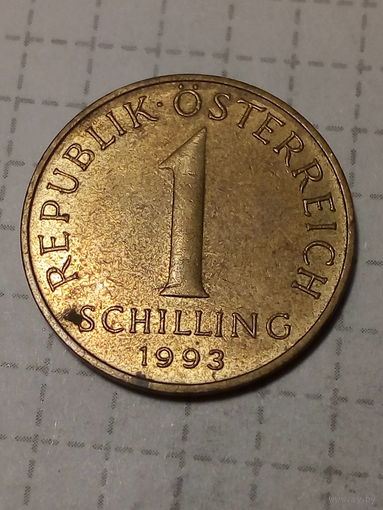 REPUBLIK · ÖSTERREICH
1
SCHILLING
1993